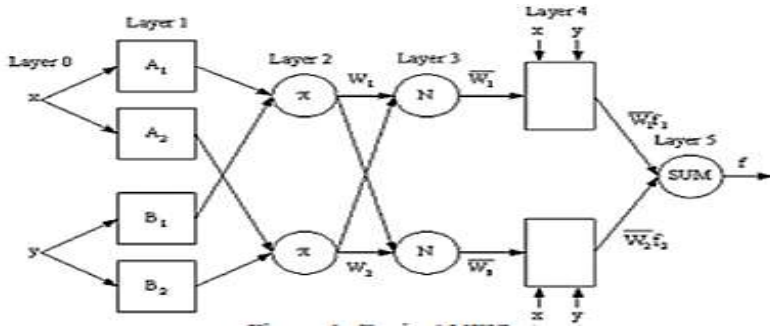 Layer 0
Layer 1
Layer 2
Layer 3
Layer 4
Layer 5
x
y
A₁
A₂
B₁
B₂
π
π
W₁
W₂
N
N
W̅₁
x y
x y
W̅₁f₁
W̅₂f₂
SUM
f